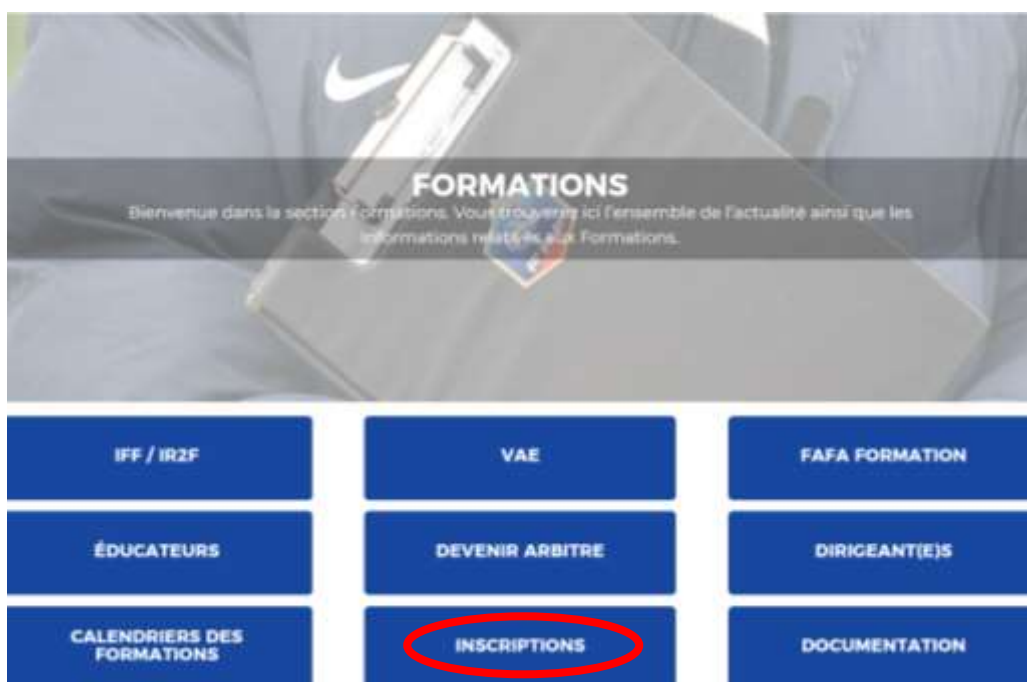 FORMATIONS
Bienvenue dans la section Formations. Vous trouverez ici l'ensemble de l'actualité ainsi que les
informations relatives aux Formations.
IFF / IR2F
VAE
FAFA FORMATION
ÉDUCATEURS
DEVENIR ARBITRE
DIRIGEANT(E)S
CALENDRIERS DES
FORMATIONS
INSCRIPTIONS
DOCUMENTATION